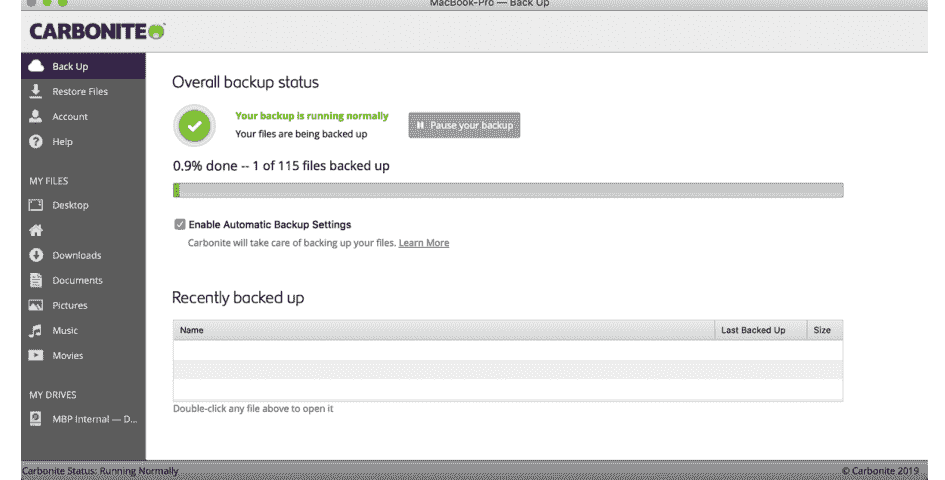 MacBook-Pro — Back Up
CARBONITE
Back Up
Restore Files
Account
Help
MY FILES
Desktop
Downloads
Documents
Pictures
Music
Movies
MY DRIVES
MBP Internal — D...
Overall backup status
Your backup is running normally
Your files are being backed up
Pause your backup
0.9% done -- 1 of 115 files backed up
Enable Automatic Backup Settings
Carbonite will take care of backing up your files. Learn More
Recently backed up
Name Last Backed Up Size
Double-click any file above to open it
Carbonite Status: Running Normally
© Carbonite 2019